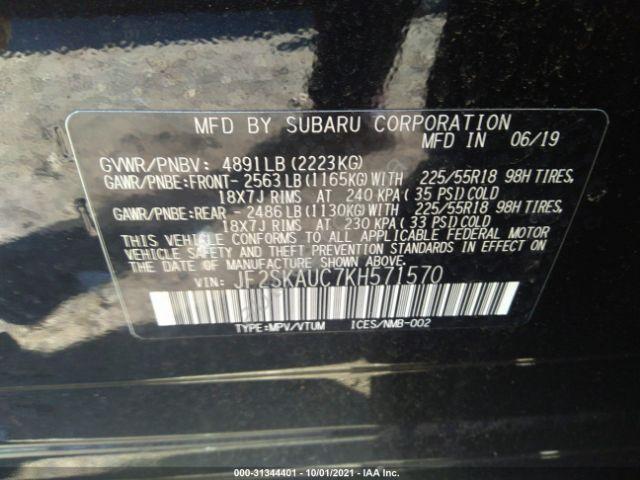 MFD BY SUBARU CORPORATION
MFD IN 06/19
GVWR/PNBV: 4891LB(2223KG)
GAWR/PNBE:FRONT- 2563LB(1165KG)WITH 225/55R18 98H TIRES,
18X7J RIMS AT 240 KPA(35 PSI)COLD
GAWR/PNBE:REAR - 2486LB(1130KG)WITH 225/55R18 98H TIRES,
18X7J RIMS AT 230 KPA(33 PSI)COLD
THIS VEHICLE CONFORMS TO ALL APPLICABLE FEDERAL MOTOR
VEHICLE SAFETY AND THEFT PREVENTION STANDARDS IN EFFECT ON
THE DATE OF MANUFACTURE SHOWN ABOVE.
VIN: JF2SKAUC7KH571570
TYPE:MPV/VTUM ICES/NMB-002
000-31344401 - 10/01/2021 - IAA Inc.